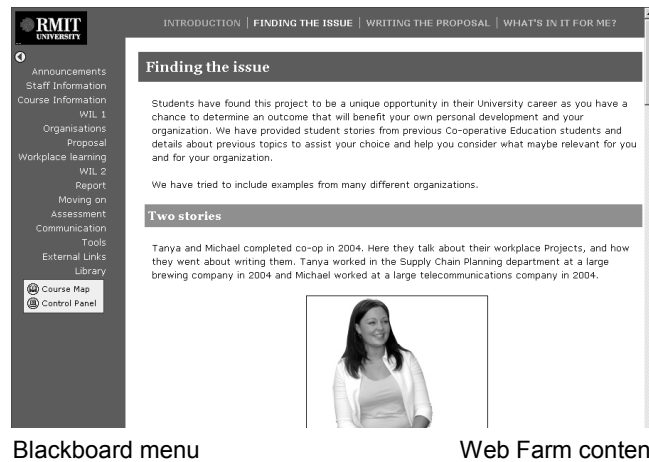 RMIT
UNIVERSITY
INTRODUCTION | FINDING THE ISSUE | WRITING THE PROPOSAL | WHAT'S IN IT FOR ME?
Announcements
Staff Information
Course Information
WIL 1
Organisations
Proposal
Workplace learning
WIL 2
Report
Moving on
Assessment
Communication
Tools
External Links
Library
Course Map
Control Panel
Finding the issue
Students have found this project to be a unique opportunity in their University career as you have a
chance to determine an outcome that will benefit your own personal development and your
organization. We have provided student stories from previous Co-operative Education students and
details about previous topics to assist your choice and help you consider what maybe relevant for you
and for your organization.
We have tried to include examples from many different organizations.
Two stories
Tanya and Michael completed co-op in 2004. Here they talk about their workplace Projects, and how
they went about writing them. Tanya worked in the Supply Chain Planning department at a large
brewing company in 2004 and Michael worked at a large telecommunications company in 2004.
Blackboard menu
Web Farm conten